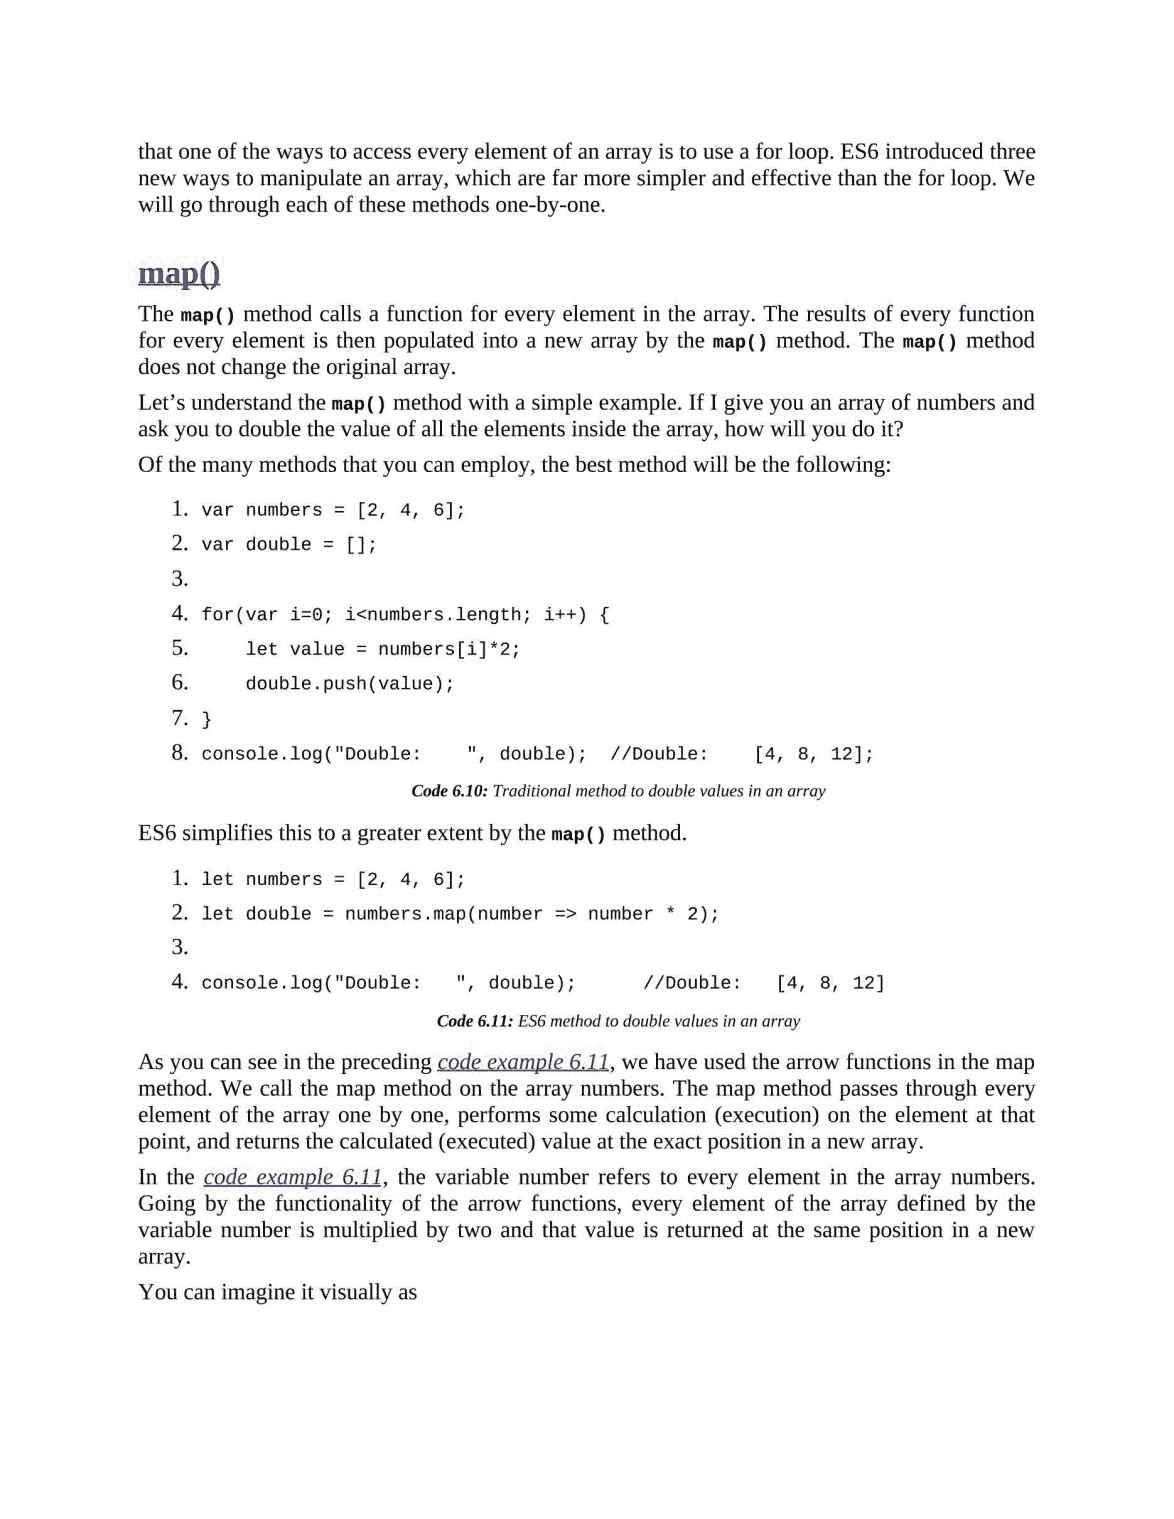 that one of the ways to access every element of an array is to use a for loop. ES6 introduced three
new ways to manipulate an array, which are far more simpler and effective than the for loop. We
will go through each of these methods one-by-one.
map()
The map() method calls a function for every element in the array. The results of every function
for every element is then populated into a new array by the map() method. The map() method
does not change the original array.
Let’s understand the map() method with a simple example. If I give you an array of numbers and
ask you to double the value of all the elements inside the array, how will you do it?
Of the many methods that you can employ, the best method will be the following:
1. var numbers = [2, 4, 6];
2. var double = [];
3.
4. for(var i=0; i<numbers.length; i++) {
5.     let value = numbers[i]*2;
6.     double.push(value);
7. }
8. console.log("Double:    ", double);  //Double:    [4, 8, 12];
Code 6.10: Traditional method to double values in an array
ES6 simplifies this to a greater extent by the map() method.
1. let numbers = [2, 4, 6];
2. let double = numbers.map(number => number * 2);
3.
4. console.log("Double:   ", double);      //Double:   [4, 8, 12]
Code 6.11: ES6 method to double values in an array
As you can see in the preceding code example 6.11, we have used the arrow functions in the map
method. We call the map method on the array numbers. The map method passes through every
element of the array one by one, performs some calculation (execution) on the element at that
point, and returns the calculated (executed) value at the exact position in a new array.
In the code example 6.11, the variable number refers to every element in the array numbers.
Going by the functionality of the arrow functions, every element of the array defined by the
variable number is multiplied by two and that value is returned at the same position in a new
array.
You can imagine it visually as